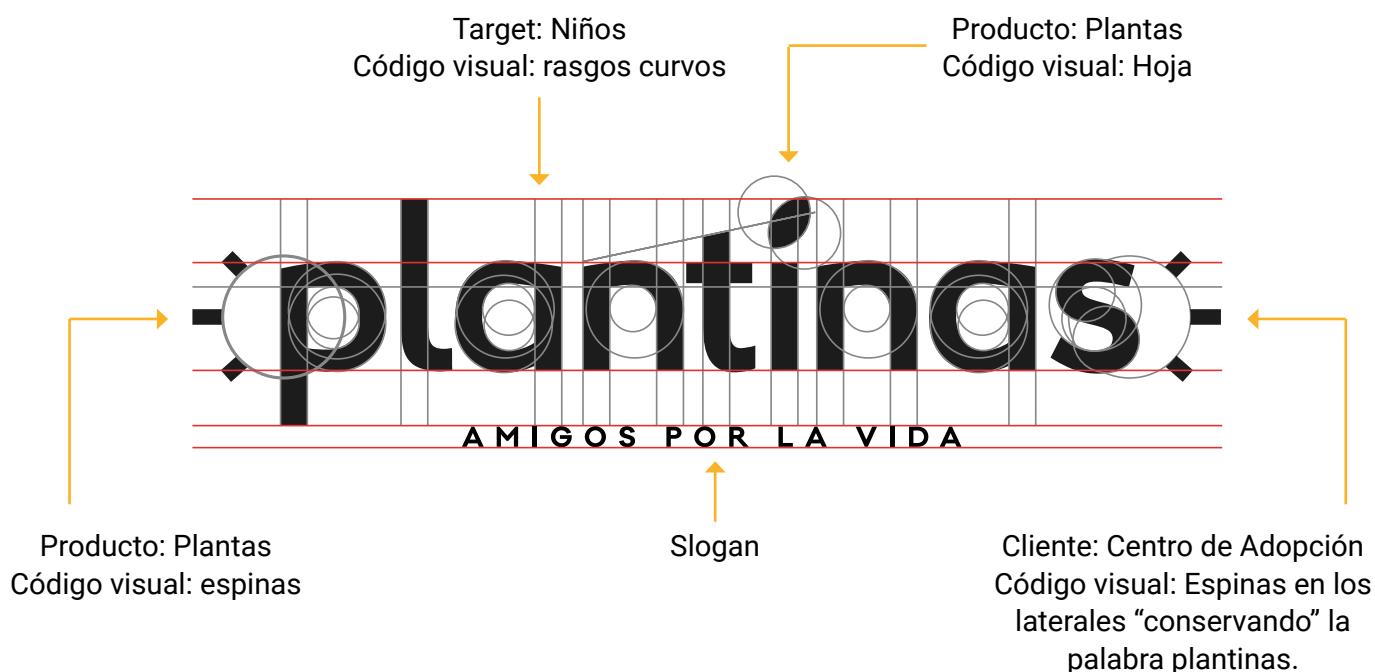 Target: Niños
Código visual: rasgos curvos
Producto: Plantas
Código visual: Hoja
plantinas
AMIGOS POR LA VIDA
Producto: Plantas
Código visual: espinas
Slogan
Cliente: Centro de Adopción
Código visual: Espinas en los
laterales “conservando” la
palabra plantinas.